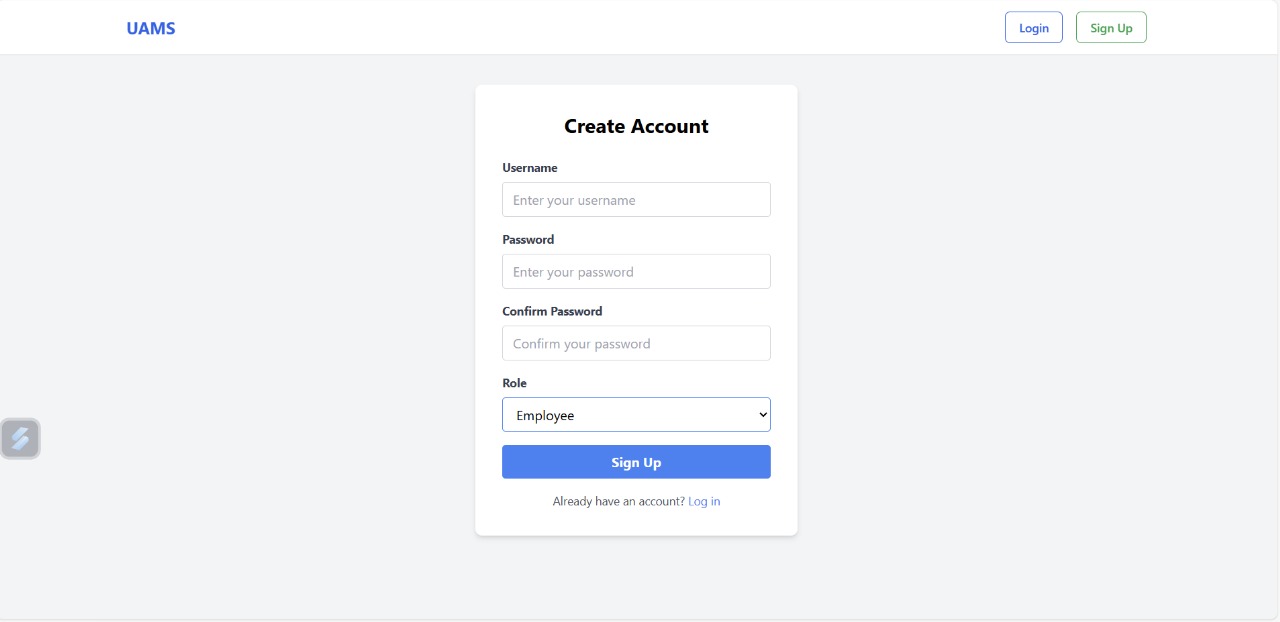 UAMS
Login
Sign Up
Create Account
Username
Enter your username
Password
Enter your password
Confirm Password
Confirm your password
Role
Employee
Sign Up
Already have an account? Log in